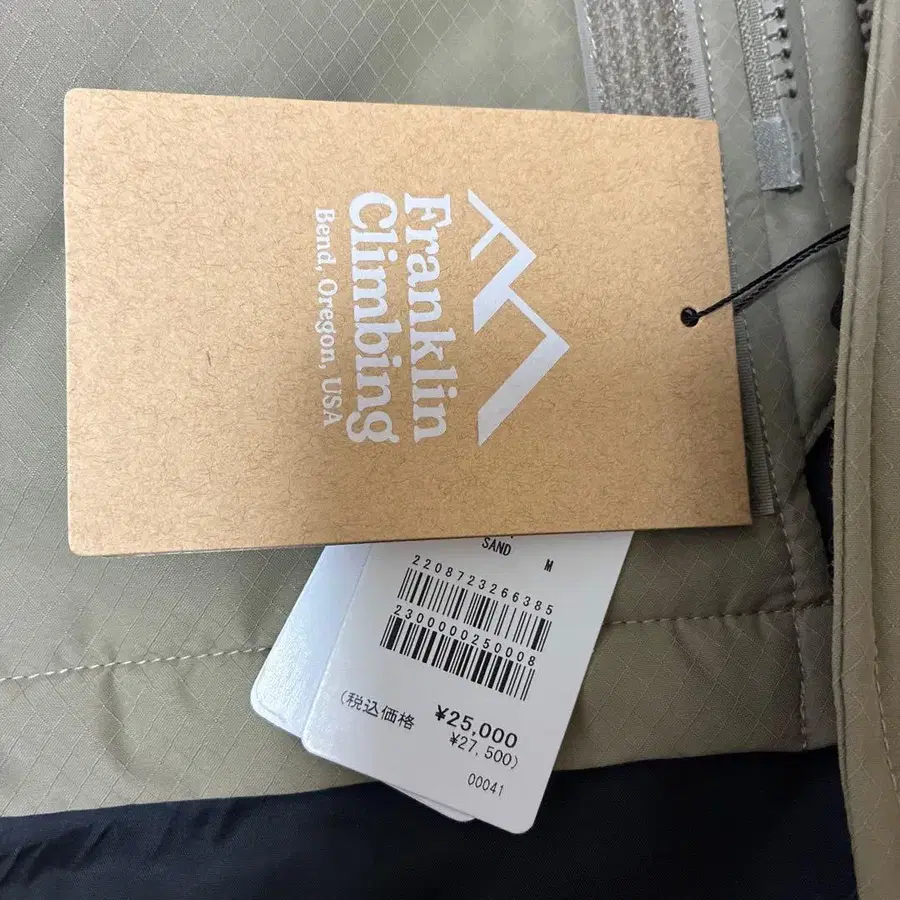 Franklin
Climbing
Bend, Oregon, USA
SAND M
2208723266385
2300000250008
¥25,000
(税込価格 ¥27,500)
00041